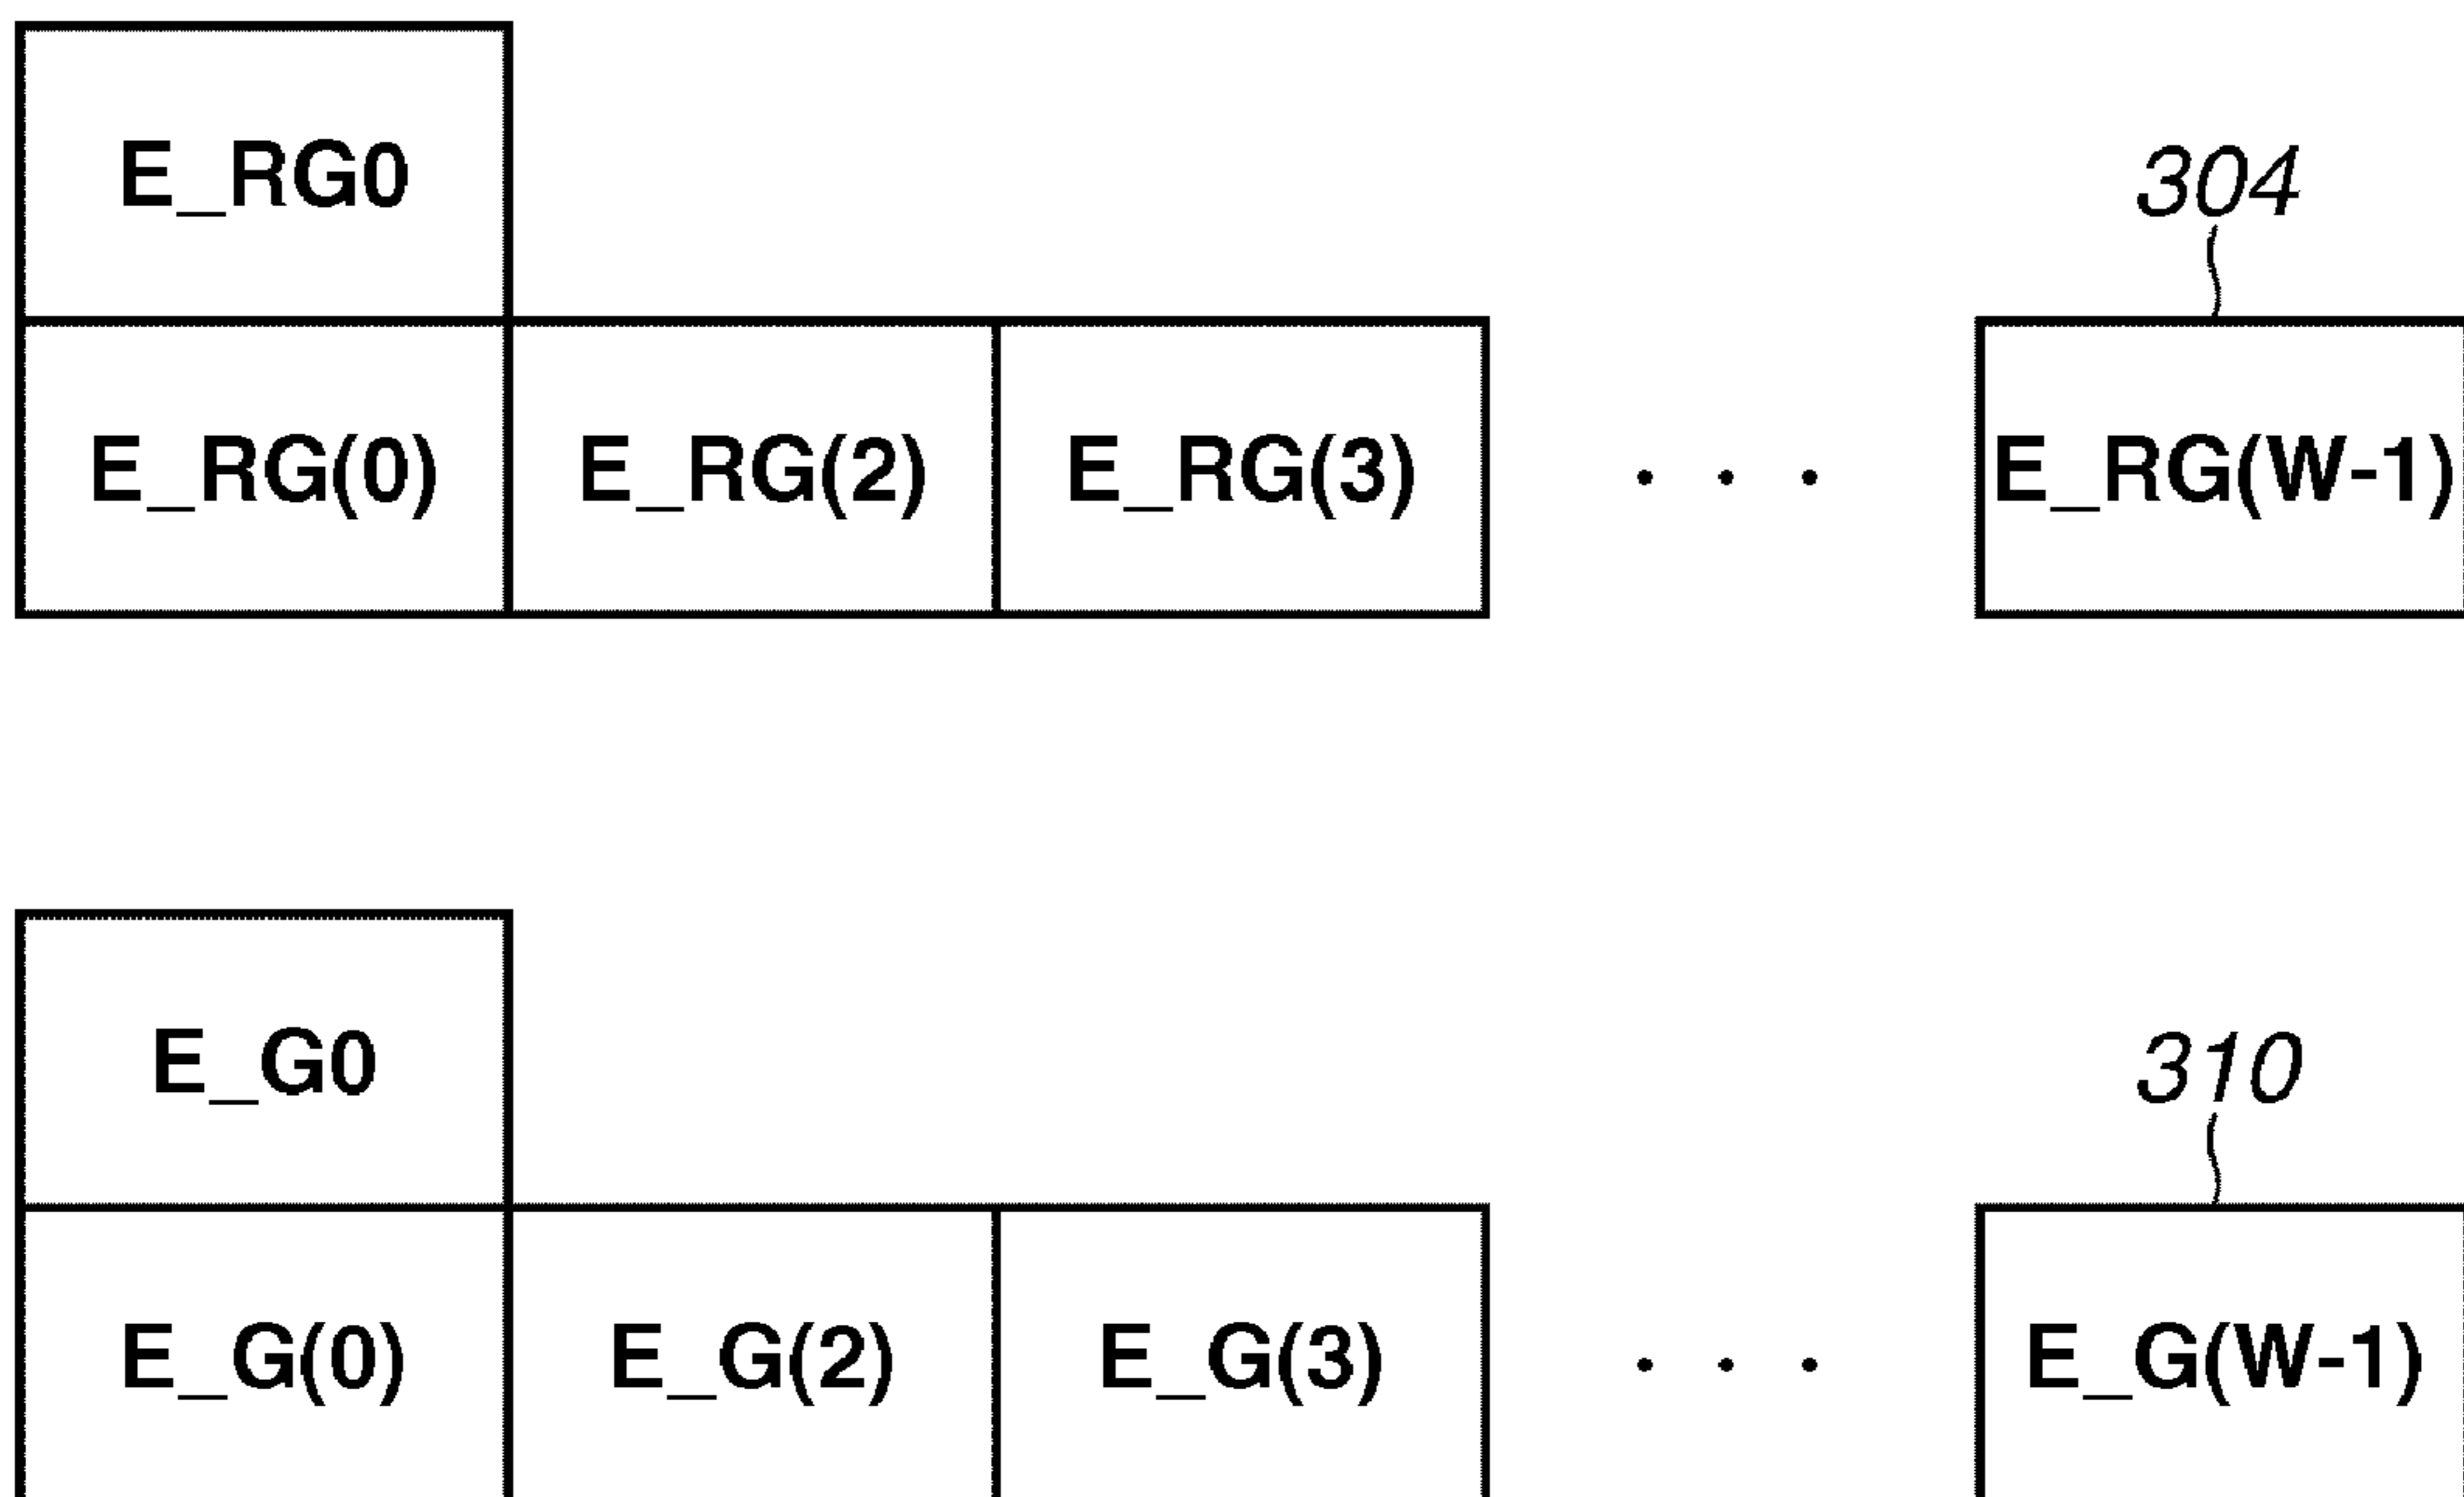 E_RG0
304
E_RG(0) E_RG(2) E_RG(3) . . . E_RG(W-1)
E_G0
310
E_G(0) E_G(2) E_G(3) . . . E_G(W-1)